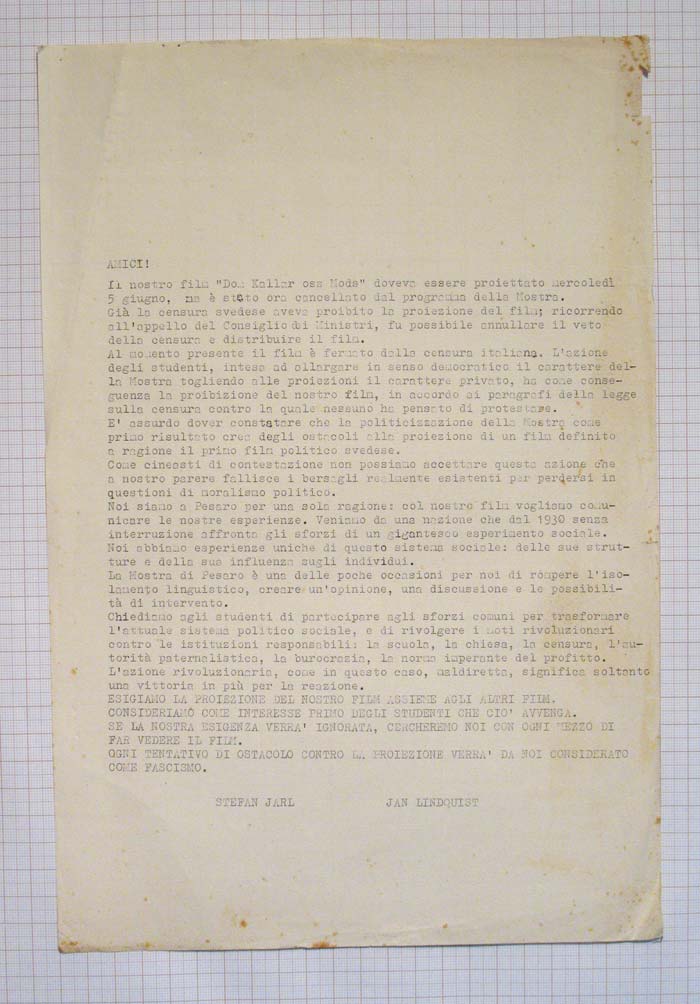 AMICI!
Il nostro film "Dom Kallar oss Mods" doveva essere proiettato mercoledì
5 giugno, ma è stato ora cancellato dal programma della Mostra.
Già la censura svedese aveva proibito la proiezione del film; ricorrendo
all'appello del Consiglio dei Ministri, fu possibile annullare il veto
della censura e distribuire il film.
Al momento presente il film è fermato dalla censura italiana. L'azione
degli studenti, intesa ad allargare in senso democratico il carattere del-
la Mostra togliendo alle proiezioni il carattere privato, ha come conse-
guenza la proibizione del nostro film, in accordo ai paragrafi della legge
sulla censura contro la quale nessuno ha pensato di protestare.
E' assurdo dover constatare che la politicizzazione della Mostra come
primo risultato crea degli ostacoli alla proiezione di un film definito
a ragione il primo film politico svedese.
Come cineasti di contestazione non possiamo accettare questa azione che
a nostro parere fallisce i bersagli realmente esistenti per perdersi in
questioni di moralismo politico.
Noi siamo a Pesaro per una sola ragione: col nostro film vogliamo comu-
nicare le nostre esperienze. Veniamo da una nazione che dal 1930 senza
interruzione affronta gli sforzi di un gigantesco esperimento sociale.
Noi abbiamo esperienze uniche di questo sistema sociale: delle sue strut-
ture e della sua influenza sugli individui.
La Mostra di Pesaro è una delle poche occasioni per noi di rompere l'iso-
lamento linguistico, creare un'opinione, una discussione e le possibili-
tà di intervento.
Chiediamo agli studenti di partecipare agli sforzi comuni per trasformare
l'attuale sistema politico sociale, e di rivolgere i moti rivoluzionari
contro le istituzioni responsabili: la scuola, la chiesa, la censura, l'au-
torità paternalistica, la burocrazia, la norma imperante del profitto.
L'azione rivoluzionaria, come in questo caso, maldiretta, significa soltanto
una vittoria in più per la reazione.
ESIGIAMO LA PROIEZIONE DEL NOSTRO FILM ASSIEME AGLI ALTRI FILM.
CONSIDERIAMO COME INTERESSE PRIMO DEGLI STUDENTI CHE CIO' AVVENGA.
SE LA NOSTRA ESIGENZA VERRA' IGNORATA, CERCHEREMO NOI CON OGNI MEZZO DI
FAR VEDERE IL FILM.
OGNI TENTATIVO DI OSTACOLO CONTRO LA PROIEZIONE VERRA' DA NOI CONSIDERATO
COME FASCISMO.
STEFAN JARL JAN LINDQUIST